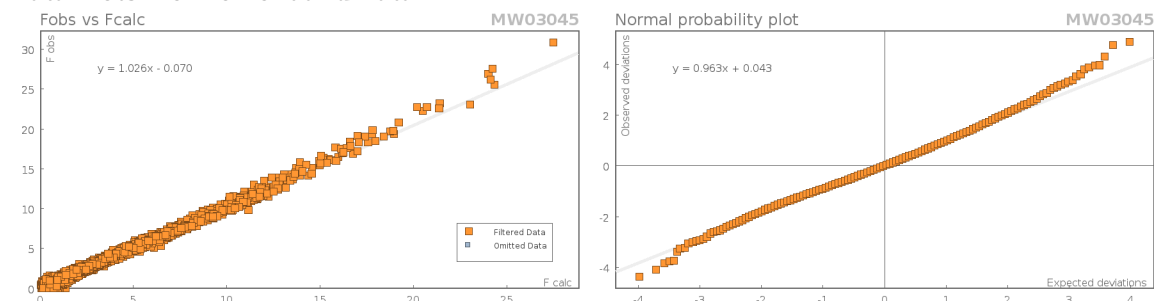 Fobs vs Fcalc
MW03045
F obs
y = 1.026x - 0.070
30
25
20
15
10
5
0
Filtered Data
Omitted Data
F calc
0
5
10
15
20
25
Normal probability plot
MW03045
Observed deviations
y = 0.963x + 0.043
4
2
0
-2
-4
Expected deviations
-4
-3
-2
-1
0
1
2
3
4